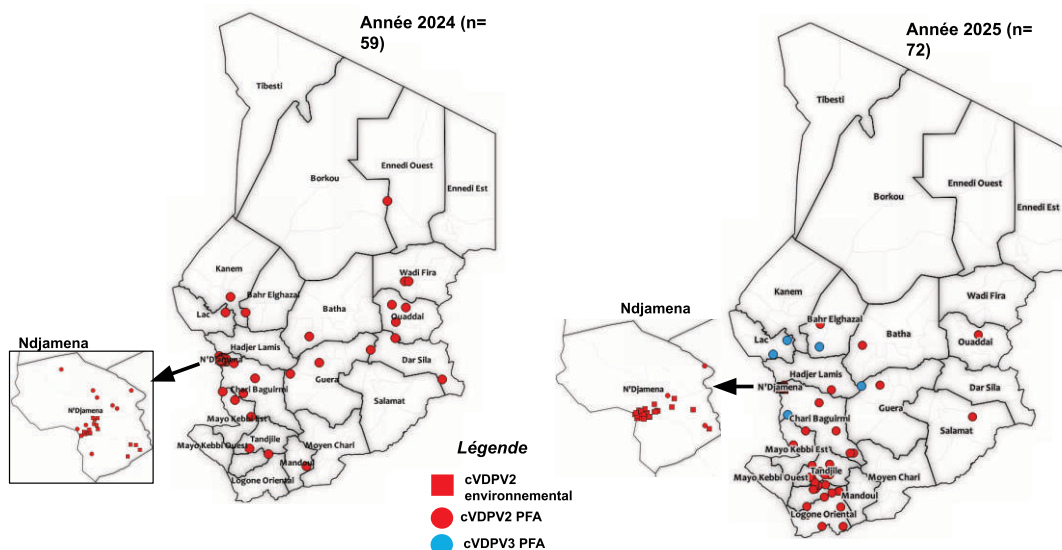 Année 2024 (n=
59)
Tibesti
Borkou
Ennedi Ouest
Ennedi Est
Kanem
Wadi Fira
Bahr Elghazal
Batha
Lac
Ouaddai
Hadjer Lamis
N'Djamena
Dar Sila
Guera
Chari Baguirmi
Salamat
Mayo Kebbi Est
Mayo Kebbi Ouest
Tandjile
Moyen Chari
Mandoul
Logone Oriental
Ndjamena
N'Djamena
Légende
cVDPV2
environnemental
cVDPV2 PFA
cVDPV3 PFA
Année 2025 (n=
72)
Tibesti
Borkou
Ennedi Ouest
Ennedi Est
Kanem
Wadi Fira
Bahr Elghazal
Batha
Lac
Ouaddai
Hadjer Lamis
N'Djamena
Dar Sila
Guera
Chari Baguirmi
Salamat
Mayo Kebbi Est
Mayo Kebbi Ouest
Tandjile
Moyen Chari
Mandoul
Logone Oriental
Ndjamena
N'Djamena